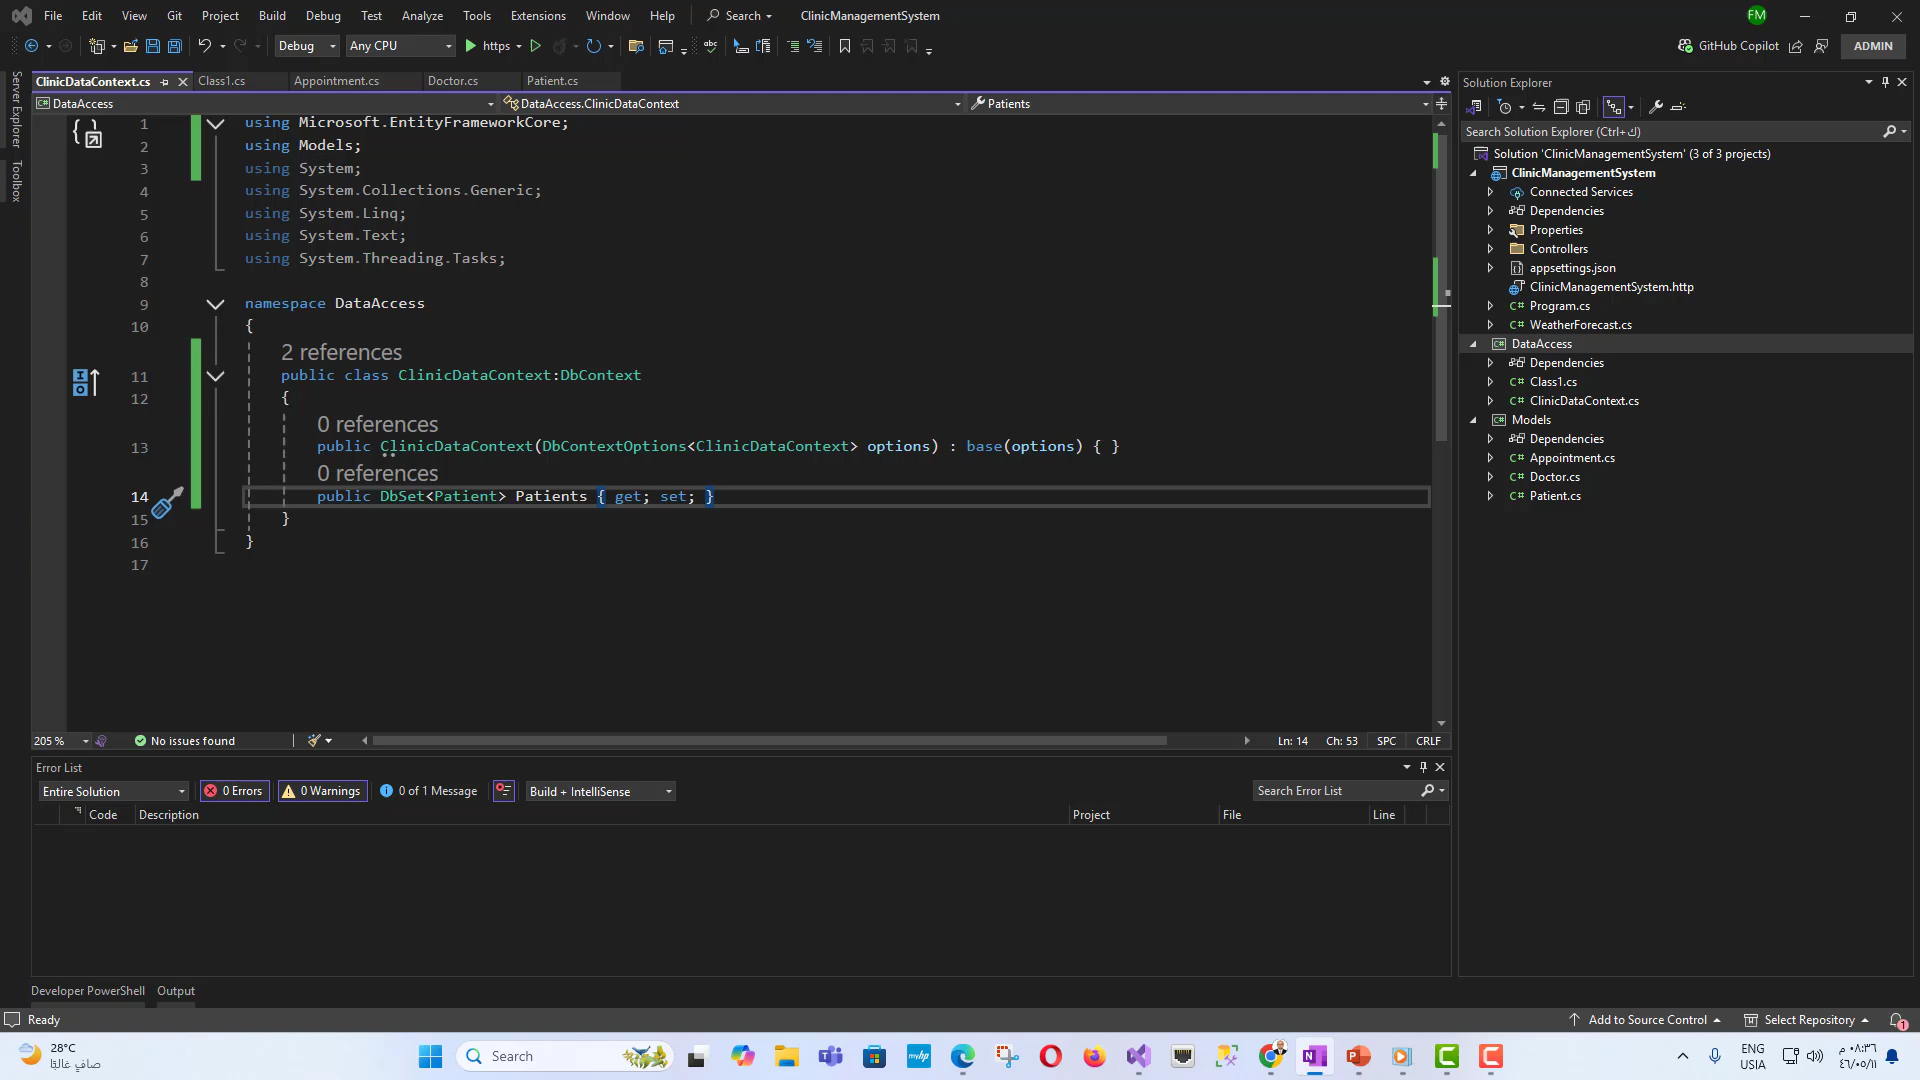 File Edit View Git Project Build Debug Test Analyze Tools Extensions Window Help Search ClinicManagementSystem FM
Debug Any CPU https GitHub Copilot ADMIN
Server Explorer
Toolbox
ClinicDataContext.cs Class1.cs Appointment.cs Doctor.cs Patient.cs
DataAccess DataAccess.ClinicDataContext Patients
1 using Microsoft.EntityFrameworkCore;
2 using Models;
3 using System;
4 using System.Collections.Generic;
5 using System.Linq;
6 using System.Text;
7 using System.Threading.Tasks;
8
9 namespace DataAccess
10 {
2 references
11 public class ClinicDataContext:DbContext
12 {
0 references
13 public ClinicDataContext(DbContextOptions<ClinicDataContext> options) : base(options) { }
0 references
14 public DbSet<Patient> Patients { get; set; }
15 }
16 }
17
205 % No issues found Ln: 14 Ch: 53 SPC CRLF
Error List
Entire Solution 0 Errors 0 Warnings 0 of 1 Message Build + IntelliSense Search Error List
Code Description Project File Line
Developer PowerShell Output
Solution Explorer
Search Solution Explorer (Ctrl+ك)
Solution 'ClinicManagementSystem' (3 of 3 projects)
ClinicManagementSystem
Connected Services
Dependencies
Properties
Controllers
appsettings.json
ClinicManagementSystem.http
C# Program.cs
C# WeatherForecast.cs
DataAccess
Dependencies
C# Class1.cs
C# ClinicDataContext.cs
Models
Dependencies
C# Appointment.cs
C# Doctor.cs
C# Patient.cs
Ready Add to Source Control Select Repository 1
28°C
صافٍ غالبًا
Search
myhp
ENG
USIA
٠٨:٣٦ م
٤٦/٠٥/١١